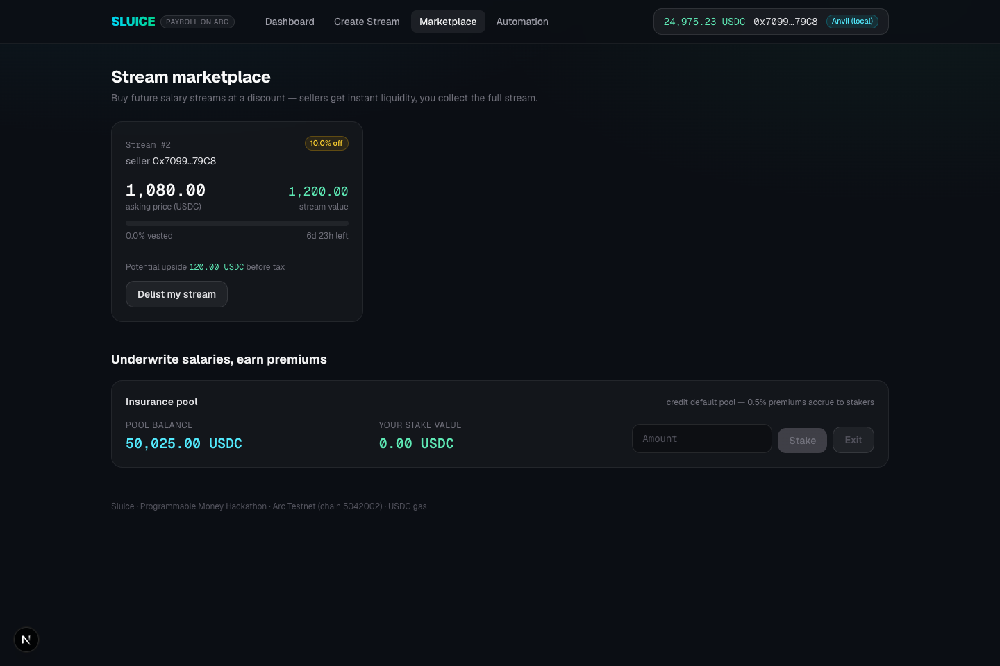 SLUICE PAYROLL ON ARC Dashboard Create Stream Marketplace Automation 24,975.23 USDC 0x7099…79C8 Anvil (local)
Stream marketplace
Buy future salary streams at a discount — sellers get instant liquidity, you collect the full stream.
Stream #2 10.0% off
seller 0x7099…79C8
1,080.00 1,200.00
asking price (USDC) stream value
0.0% vested 6d 23h left
Potential upside 120.00 USDC before tax
Delist my stream
Underwrite salaries, earn premiums
Insurance pool credit default pool — 0.5% premiums accrue to stakers
POOL BALANCE YOUR STAKE VALUE
50,025.00 USDC 0.00 USDC Amount Stake Exit
Sluice · Programmable Money Hackathon · Arc Testnet (chain 5042002) · USDC gas
N